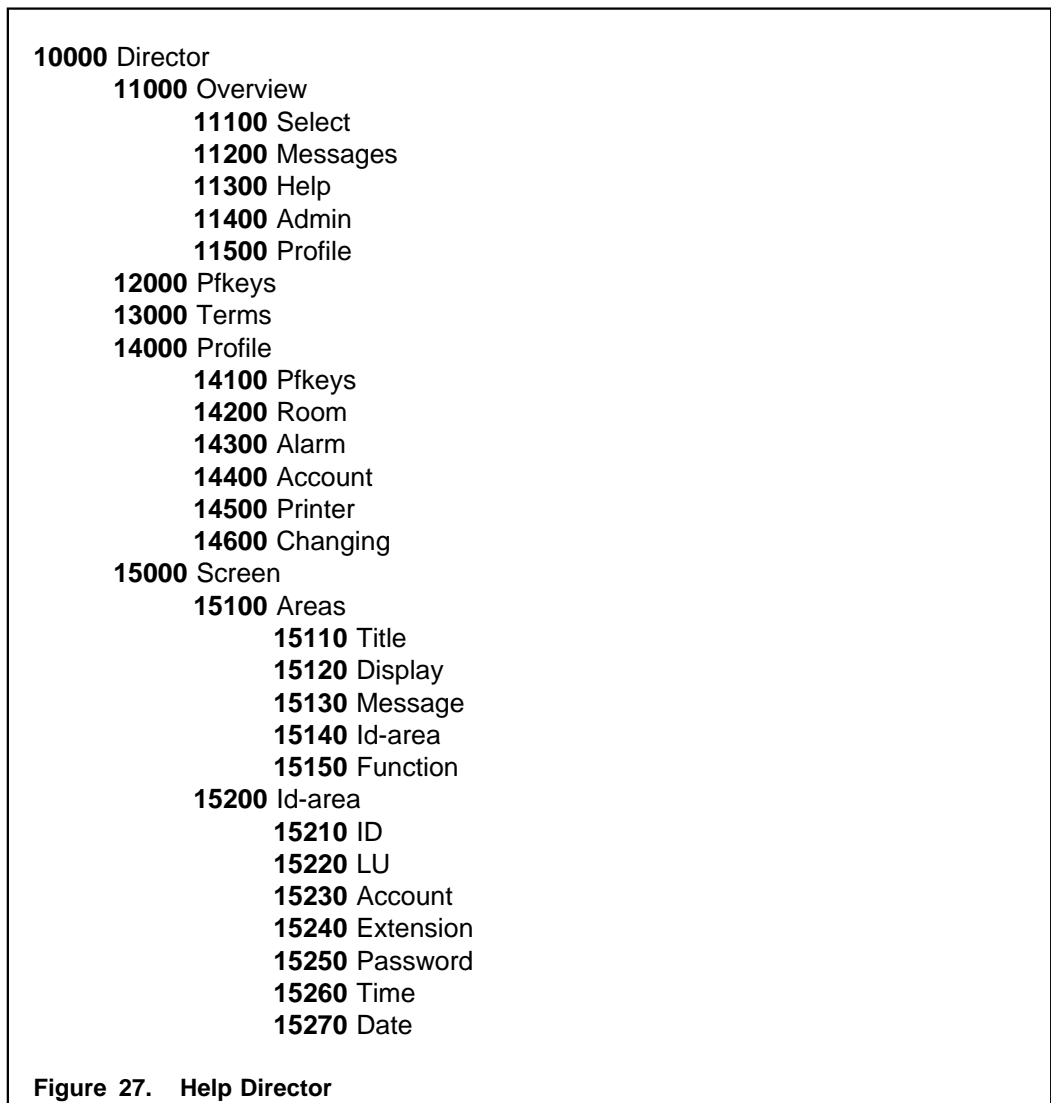 10000 Director
11000 Overview
11100 Select
11200 Messages
11300 Help
11400 Admin
11500 Profile
12000 Pfkeys
13000 Terms
14000 Profile
14100 Pfkeys
14200 Room
14300 Alarm
14400 Account
14500 Printer
14600 Changing
15000 Screen
15100 Areas
15110 Title
15120 Display
15130 Message
15140 Id-area
15150 Function
15200 Id-area
15210 ID
15220 LU
15230 Account
15240 Extension
15250 Password
15260 Time
15270 Date
Figure 27. Help Director